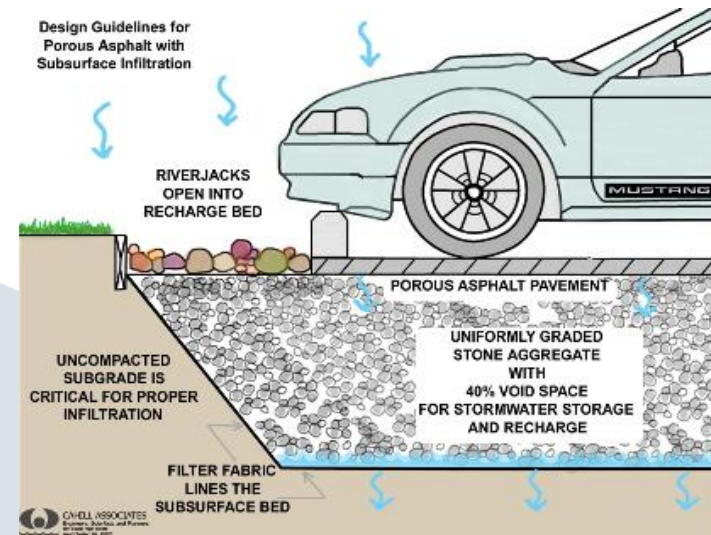 Design Guidelines for
Porous Asphalt with
Subsurface Infiltration
RIVERJACKS
OPEN INTO
RECHARGE BED
MUSTANG
POROUS ASPHALT PAVEMENT
UNIFORMLY GRADED
STONE AGGREGATE
WITH
40% VOID SPACE
FOR STORMWATER STORAGE
AND RECHARGE
UNCOMPACTED
SUBGRADE IS
CRITICAL FOR PROPER
INFILTRATION
FILTER FABRIC
LINES THE
SUBSURFACE BED
CAHILL ASSOCIATES